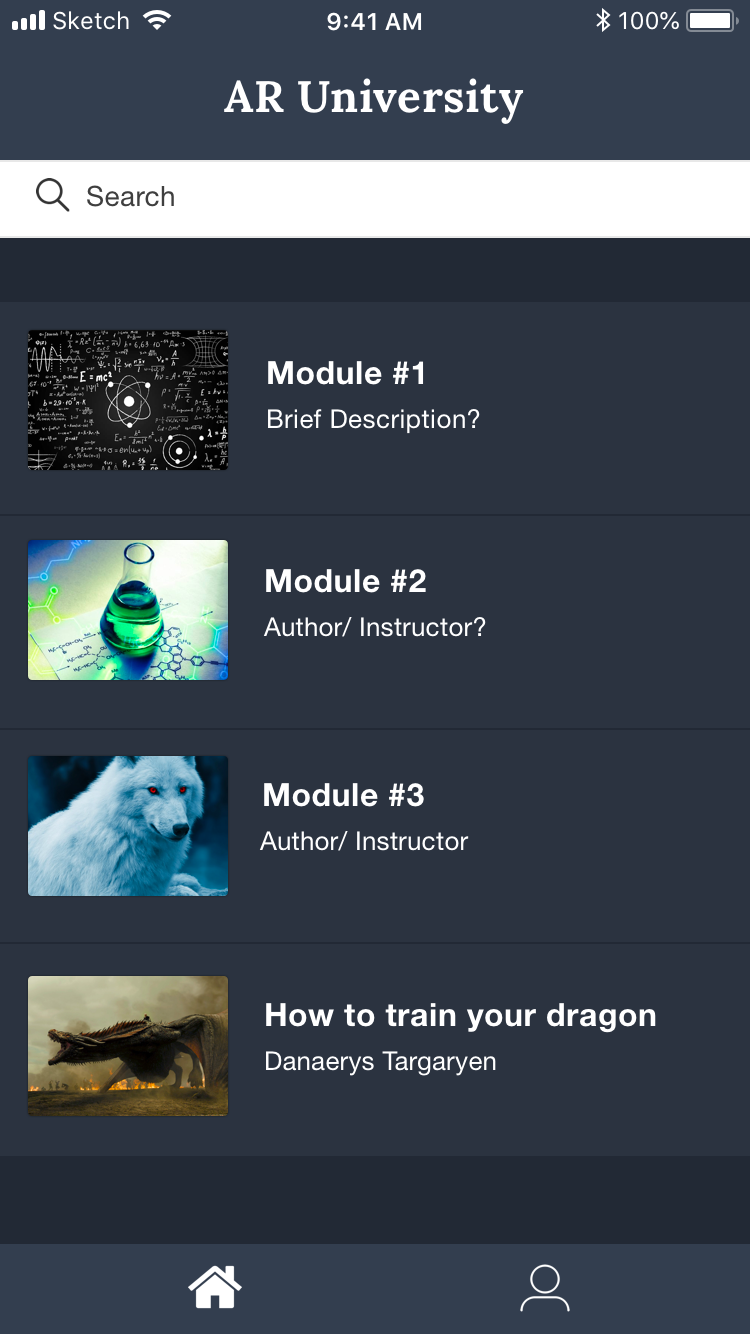 Sketch 9:41 AM 100%
AR University
Search
E = mc²
Module #1
Brief Description?
Module #2
Author/ Instructor?
Module #3
Author/ Instructor
How to train your dragon
Danaerys Targaryen